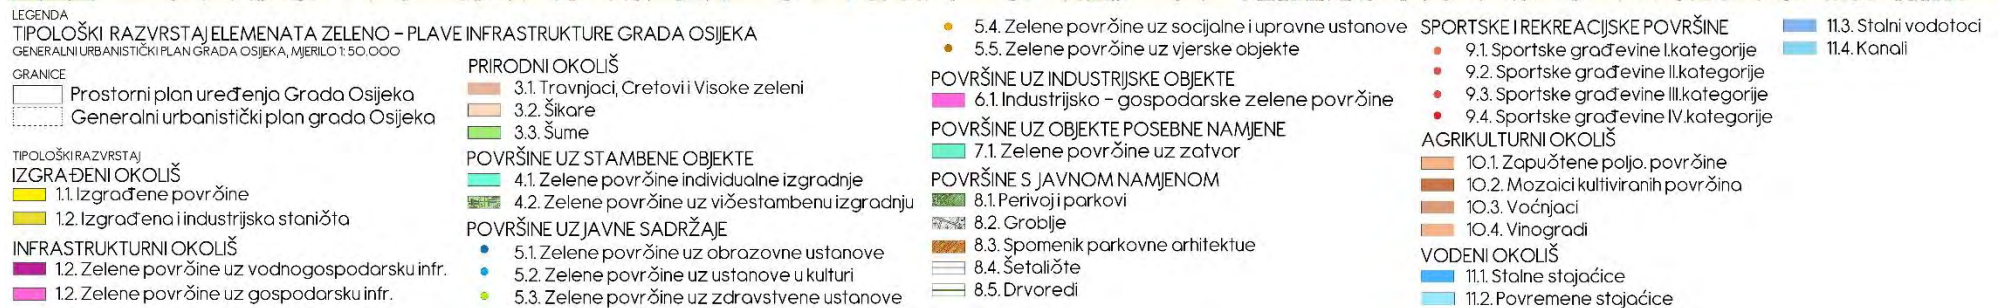 LEGENDA
TIPOLOŠKI RAZVRSTAJ ELEMENATA ZELENO – PLAVE INFRASTRUKTURE GRADA OSIJEKA
GENERALNI URBANISTIČKI PLAN GRADA OSIJEKA, MJERILO 1: 50.000
GRANICE
Prostorni plan uređenja Grada Osijeka
Generalni urbanistički plan grada Osijeka
TIPOLOŠKI RAZVRSTAJ
IZGRAĐENI OKOLIŠ
1.1. Izgrađene površine
1.2. Izgrađena i industrijska staništa
INFRASTRUKTURNI OKOLIŠ
1.2. Zelene površine uz vodnogospodarsku infr.
1.2. Zelene površine uz gospodarsku infr.
PRIRODNI OKOLIŠ
3.1. Travnjaci, Cretovi i Visoke zeleni
3.2. Šikare
3.3. Šume
POVRŠINE UZ STAMBENE OBJEKTE
4.1. Zelene površine individualne izgradnje
4.2. Zelene površine uz višestambenu izgradnju
POVRŠINE UZ JAVNE SADRŽAJE
5.1. Zelene površine uz obrazovne ustanove
5.2. Zelene površine uz ustanove u kulturi
5.3. Zelene površine uz zdravstvene ustanove
5.4. Zelene površine uz socijalne i upravne ustanove
5.5. Zelene površine uz vjerske objekte
POVRŠINE UZ INDUSTRIJSKE OBJEKTE
6.1. Industrijsko – gospodarske zelene površine
POVRŠINE UZ OBJEKTE POSEBNE NAMJENE
7.1. Zelene površine uz zatvor
POVRŠINE S JAVNOM NAMJENOM
8.1. Perivoj i parkovi
8.2. Groblje
8.3. Spomenik parkovne arhitektue
8.4. Šetalište
8.5. Drvoredi
SPORTSKE I REKREACIJSKE POVRŠINE
9.1. Sportske građevine I.kategorije
9.2. Sportske građevine II.kategorije
9.3. Sportske građevine III.kategorije
9.4. Sportske građevine IV.kategorije
AGRIKULTURNI OKOLIŠ
10.1. Zapuštene poljo. površine
10.2. Mozaici kultiviranih površina
10.3. Voćnjaci
10.4. Vinogradi
VODENI OKOLIŠ
11.1. Stalne stajaćice
11.2. Povremene stajaćice
11.3. Stalni vodotoci
11.4. Kanali